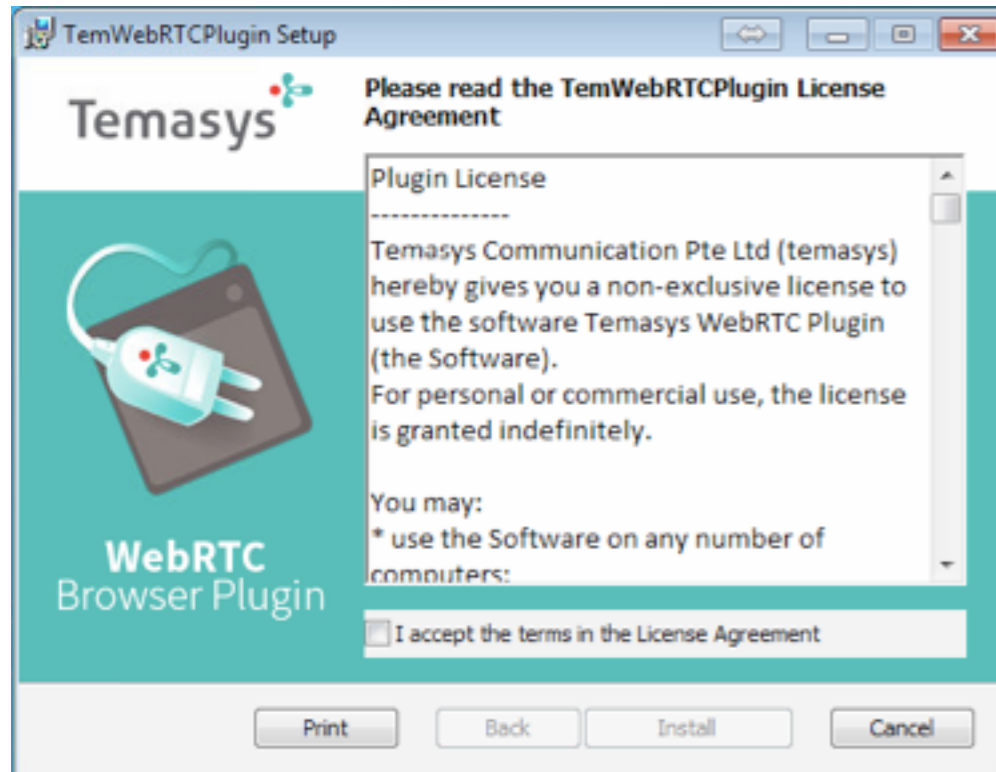 TemWebRTCPlugin Setup
Temasys
Please read the TemWebRTCPlugin License
Agreement
Plugin License
--------------
Temasys Communication Pte Ltd (temasys)
hereby gives you a non-exclusive license to
use the software Temasys WebRTC Plugin
(the Software).
For personal or commercial use, the license
is granted indefinitely.
You may:
* use the Software on any number of
computers;
WebRTC
Browser Plugin
I accept the terms in the License Agreement
Print
Back
Install
Cancel